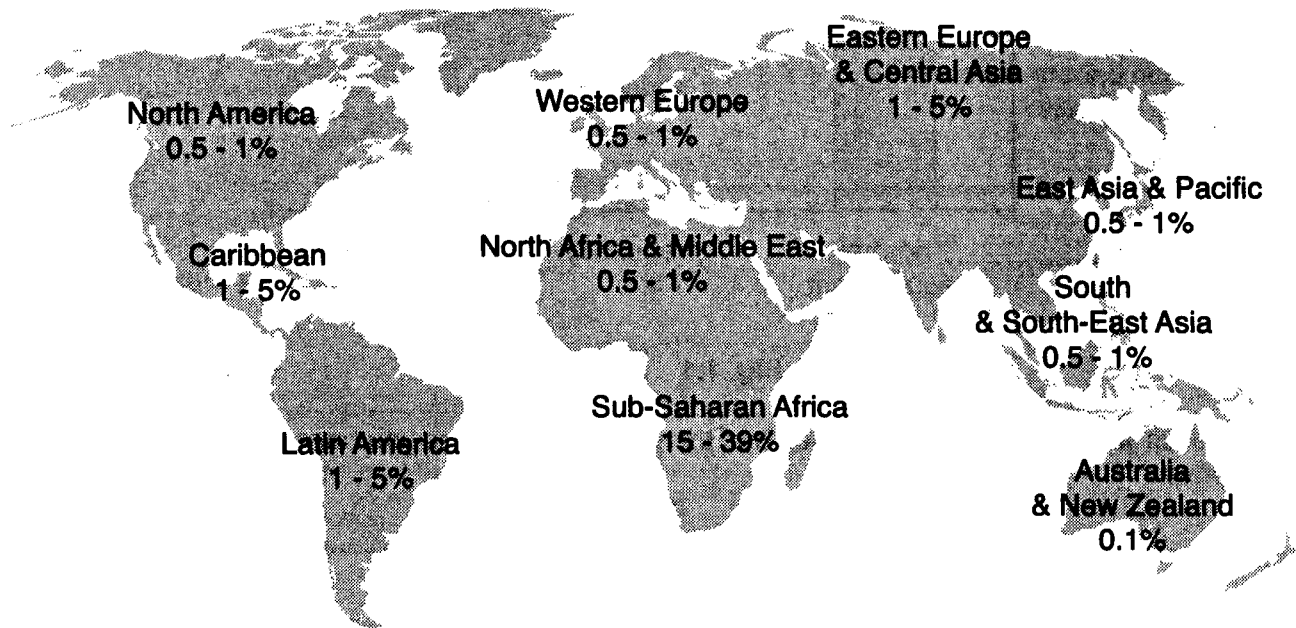 Eastern Europe
& Central Asia
1 - 5%
North America
0.5 - 1%
Western Europe
0.5 - 1%
East Asia & Pacific
0.5 - 1%
Caribbean
1 - 5%
North Africa & Middle East
0.5 - 1%
South
& South-East Asia
0.5 - 1%
Sub-Saharan Africa
15 - 39%
Latin America
1 - 5%
Australia
& New Zealand
0.1%